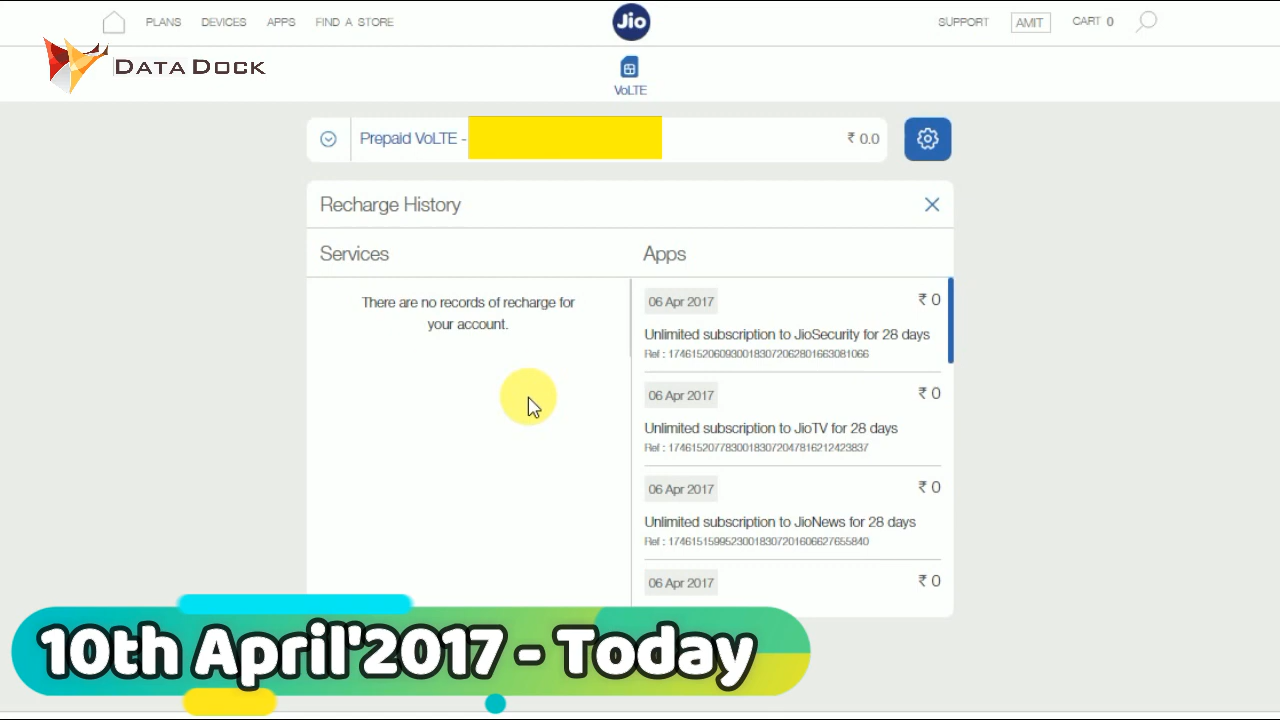 PLANS DEVICES APPS FIND A STORE
Jio
SUPPORT AMIT CART 0
DATA DOCK
VoLTE
Prepaid VoLTE -
₹ 0.0
Recharge History
Services
Apps
There are no records of recharge for
your account.
06 Apr 2017 ₹ 0
Unlimited subscription to JioSecurity for 28 days
Ref : 17461520609300183072062801663081066
06 Apr 2017 ₹ 0
Unlimited subscription to JioTV for 28 days
Ref : 17461520778300183072047816212423837
06 Apr 2017 ₹ 0
Unlimited subscription to JioNews for 28 days
Ref : 17461515995230018307201606627655840
06 Apr 2017 ₹ 0
10th April'2017 - Today